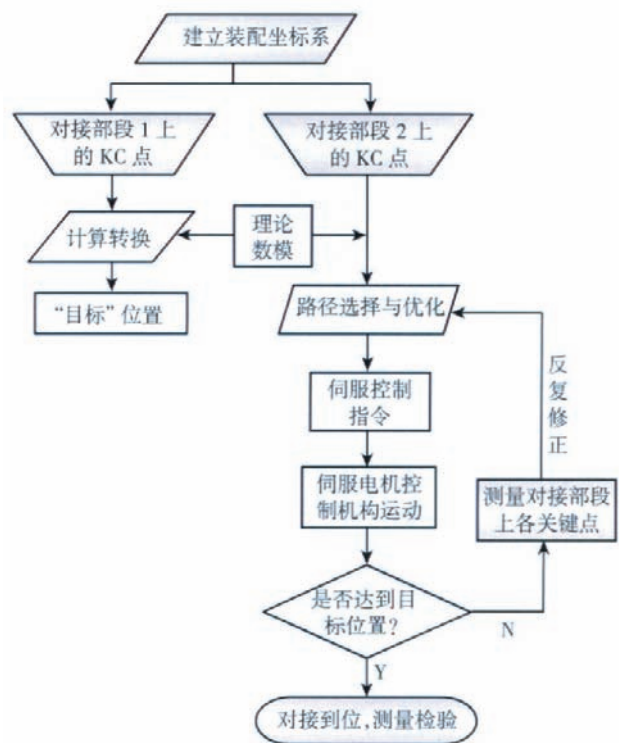 建立装配坐标系
对接部段 1 上
的 KC 点
对接部段 2 上
的 KC 点
计算转换
理论
数模
“目标” 位置
路径选择与优化
反
复
修
正
伺服控制
指令
伺服电机控
制机构运动
测量对接部段
上各关键点
是否达到目
标位置?
N
Y
对接到位,测量检验